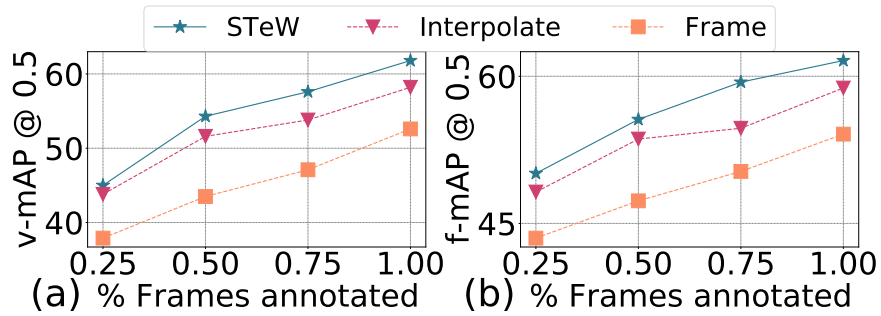 STeW Interpolate Frame
v-mAP @ 0.5
60
50
40
0.25 0.50 0.75 1.00
(a) % Frames annotated
f-mAP @ 0.5
60
45
0.25 0.50 0.75 1.00
(b) % Frames annotated